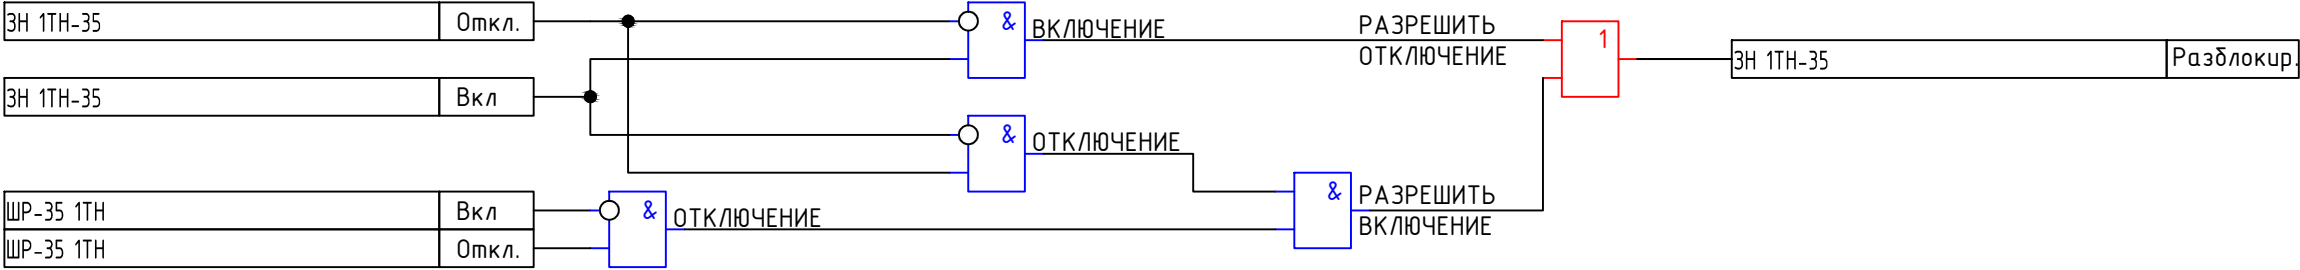 ЗН 1ТН-35 Откл. & ВКЛЮЧЕНИЕ РАЗРЕШИТЬ 1
ОТКЛЮЧЕНИЕ ЗН 1ТН-35 Разблокир.
ЗН 1ТН-35 Вкл
& ОТКЛЮЧЕНИЕ
& РАЗРЕШИТЬ
ШР-35 1ТН Вкл & ОТКЛЮЧЕНИЕ ВКЛЮЧЕНИЕ
ШР-35 1ТН Откл.